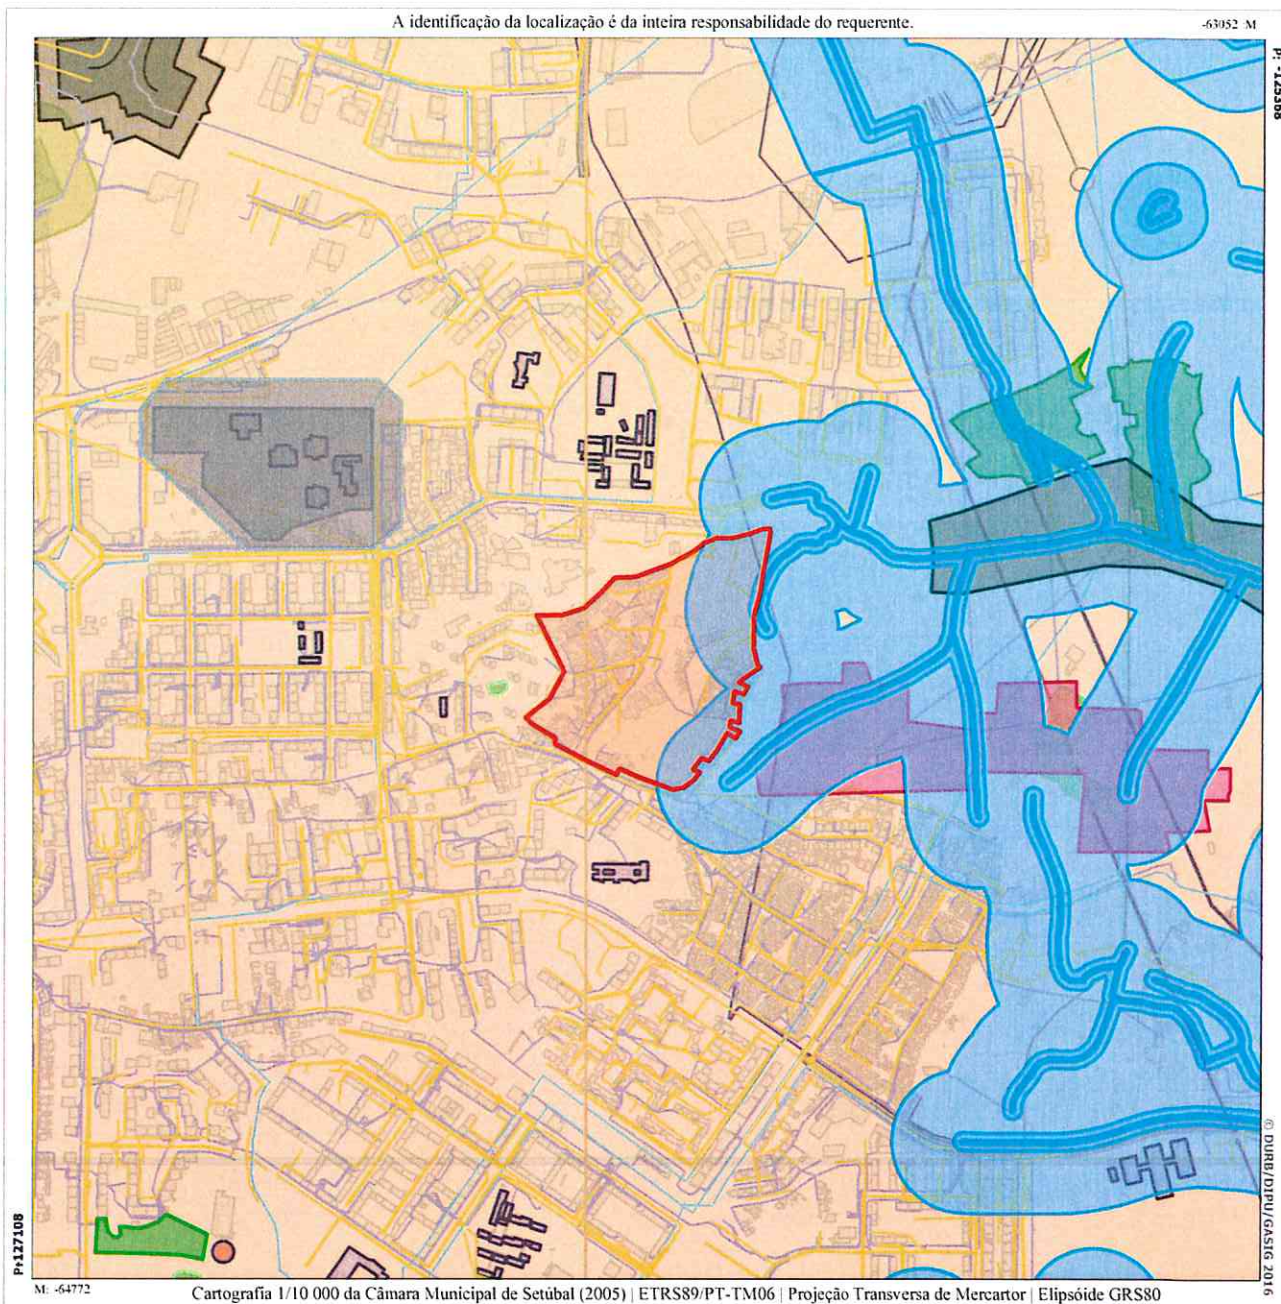 A identificação da localização é da inteira responsabilidade do requerente.
-63052 :M
P: -125388
© DURB/DIPU/GASIG 2016
P:-127108
M: -64772
Cartografia 1/10 000 da Câmara Municipal de Setúbal (2005) | ETRS89/PT-TM06 | Projeção Transversa de Mercartor | Elipsóide GRS80